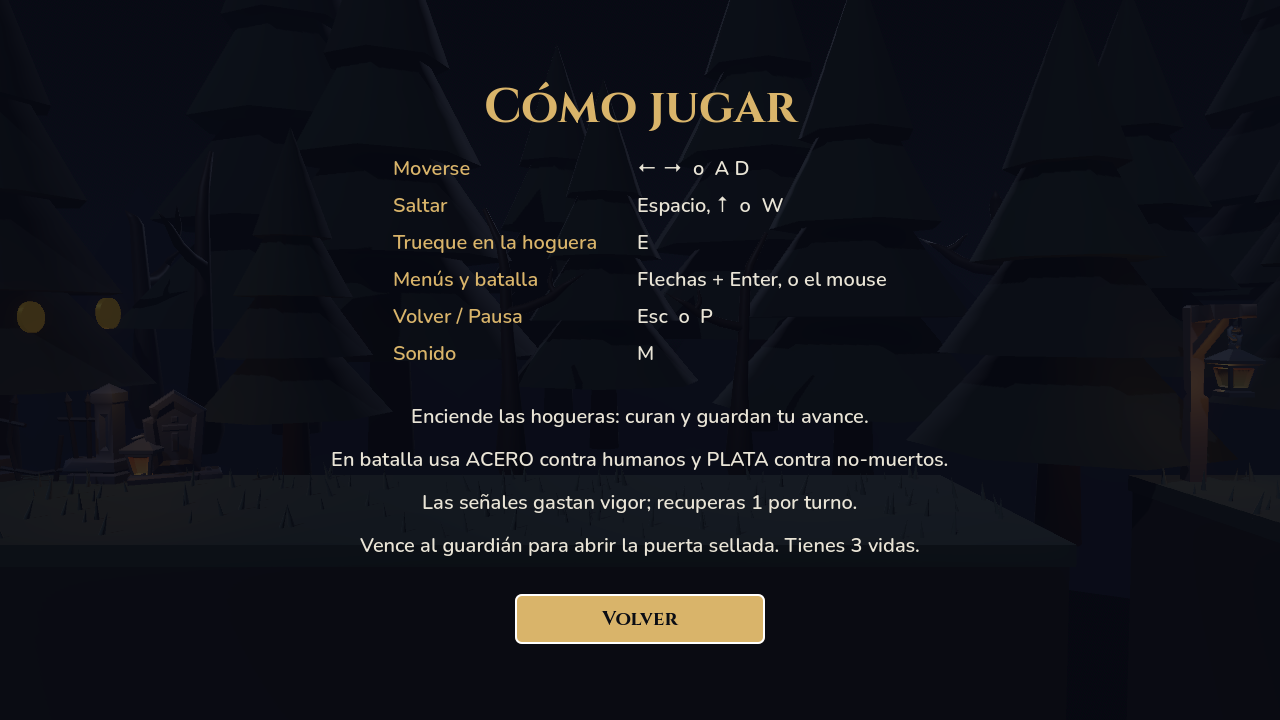 Cómo jugar
Moverse ← → o A D
Saltar Espacio, ↑ o W
Trueque en la hoguera E
Menús y batalla Flechas + Enter, o el mouse
Volver / Pausa Esc o P
Sonido M
Enciende las hogueras: curan y guardan tu avance.
En batalla usa ACERO contra humanos y PLATA contra no-muertos.
Las señales gastan vigor; recuperas 1 por turno.
Vence al guardián para abrir la puerta sellada. Tienes 3 vidas.
Volver